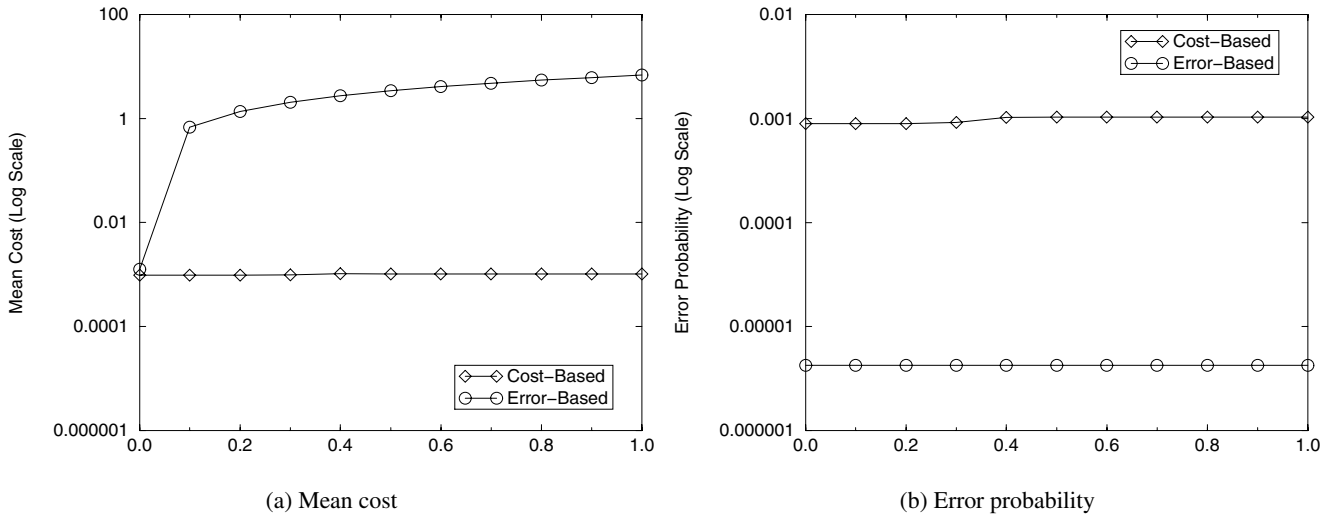 100
1
0.01
0.0001
0.000001
Mean Cost (Log Scale)
0.0 0.2 0.4 0.6 0.8 1.0
Cost−Based
Error−Based
(a) Mean cost
0.01
0.001
0.0001
0.00001
0.000001
Error Probability (Log Scale)
0.0 0.2 0.4 0.6 0.8 1.0
Cost−Based
Error−Based
(b) Error probability